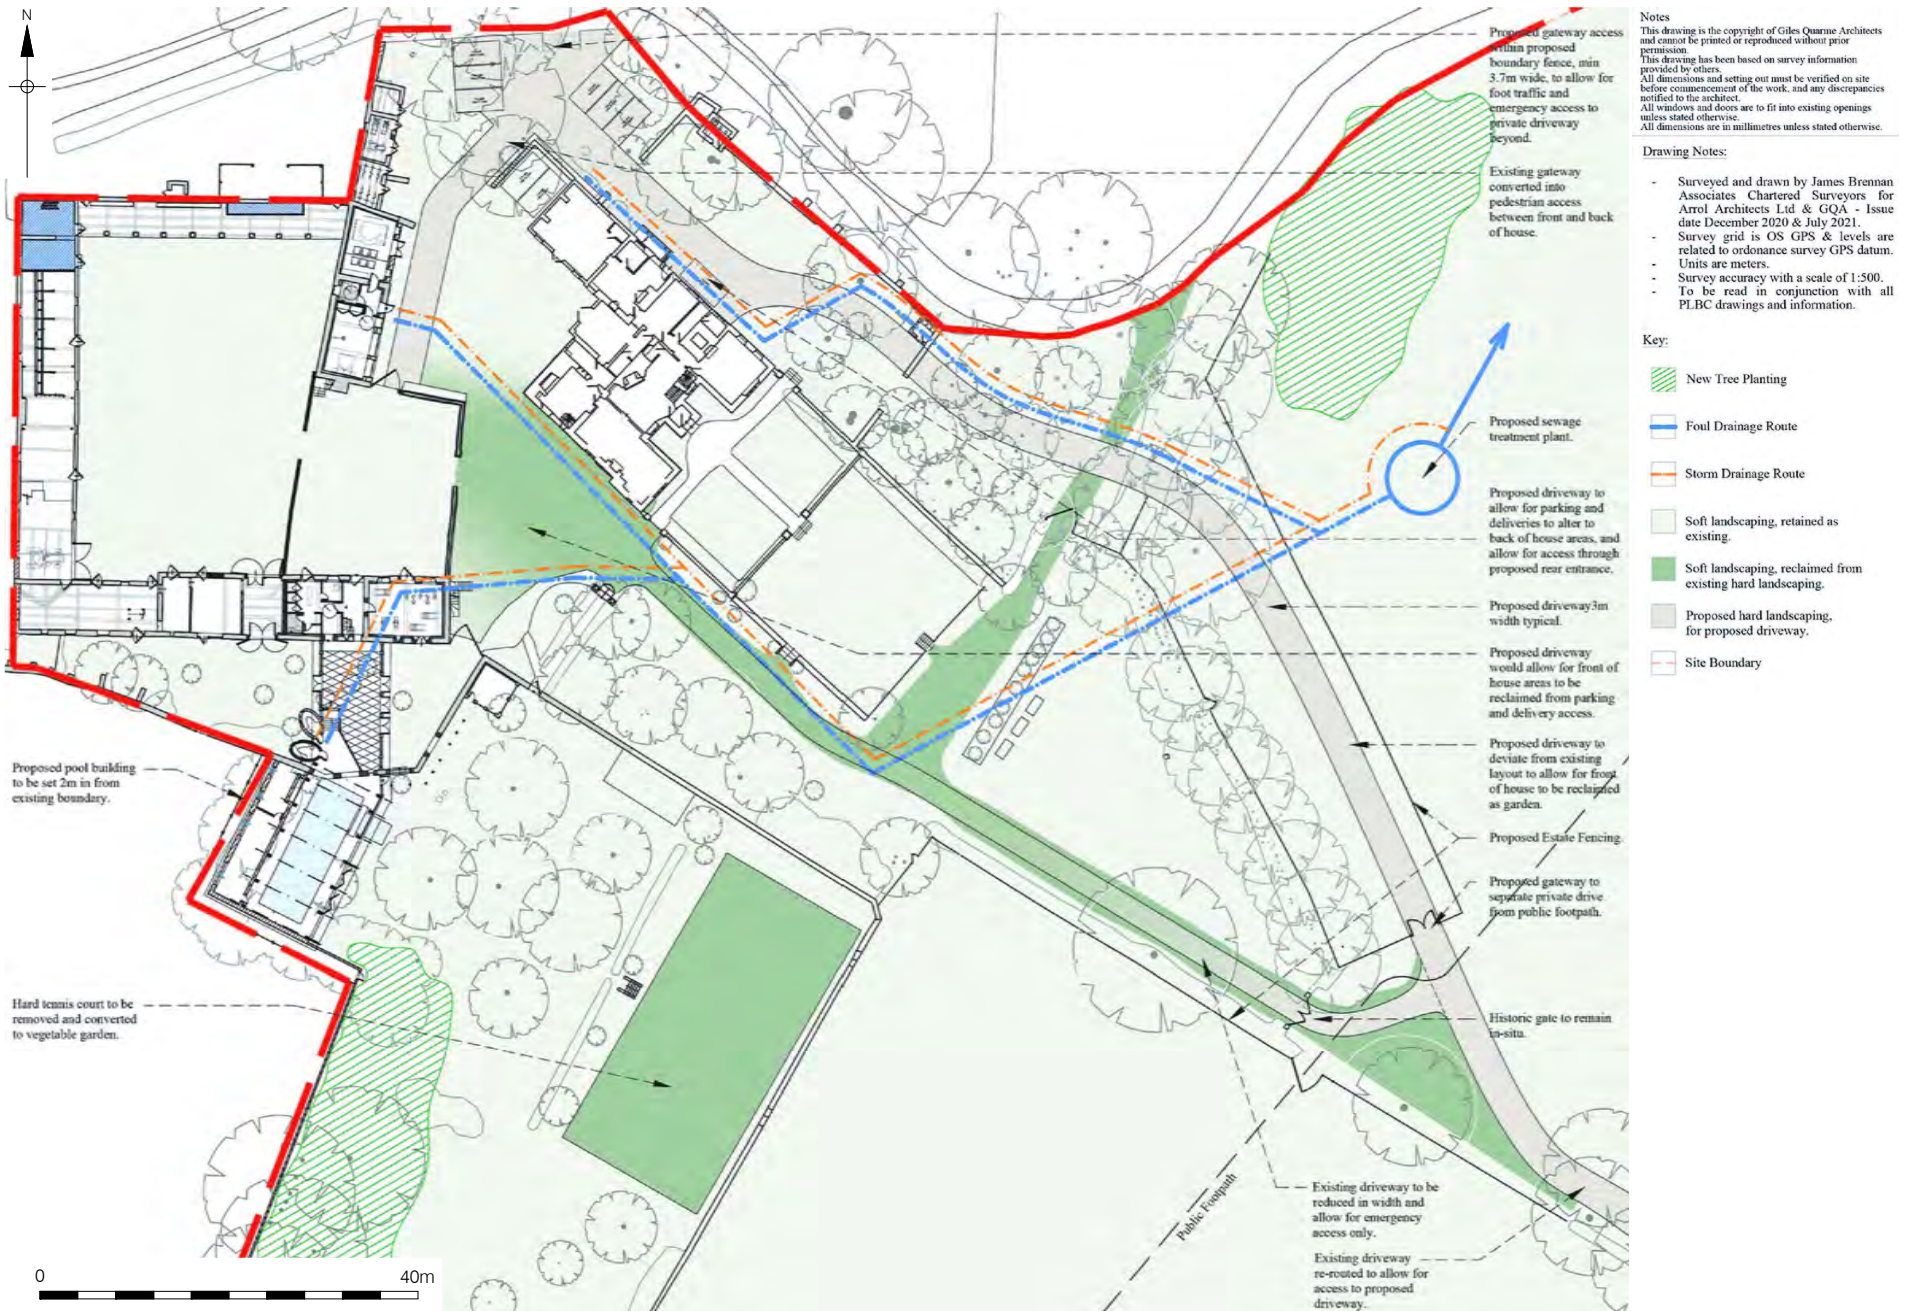 N
Proposed gateway access
within proposed
boundary fence, min
3.7m wide, to allow for
foot traffic and
emergency access to
private driveway
beyond.
Existing gateway
converted into
pedestrian access
between front and back
of house.
Proposed sewage
treatment plant.
Proposed driveway to
allow for parking and
deliveries to alter to
back of house areas, and
allow for access through
proposed rear entrance.
Proposed driveway3m
width typical.
Proposed driveway
would allow for front of
house areas to be
reclaimed from parking
and delivery access.
Proposed driveway to
deviate from existing
layout to allow for front
of house to be reclaimed
as garden.
Proposed Estate Fencing.
Proposed gateway to
separate private drive
from public footpath.
Historic gate to remain
in-situ.
Existing driveway to be
reduced in width and
allow for emergency
access only.
Existing driveway
re-routed to allow for
access to proposed
driveway.
Public Footpath
Proposed pool building
to be set 2m in from
existing boundary.
Hard tennis court to be
removed and converted
to vegetable garden.
0 40m
Notes
This drawing is the copyright of Giles Quarme Architects
and cannot be printed or reproduced without prior
permission.
This drawing has been based on survey information
provided by others.
All dimensions and setting out must be verified on site
before commencement of the work, and any discrepancies
notified to the architect.
All windows and doors are to fit into existing openings
unless stated otherwise.
All dimensions are in millimetres unless stated otherwise.
Drawing Notes:
- Surveyed and drawn by James Brennan
Associates Chartered Surveyors for
Arrol Architects Ltd & GQA - Issue
date December 2020 & July 2021.
- Survey grid is OS GPS & levels are
related to ordonance survey GPS datum.
- Units are meters.
- Survey accuracy with a scale of 1:500.
- To be read in conjunction with all
PLBC drawings and information.
Key:
New Tree Planting
Foul Drainage Route
Storm Drainage Route
Soft landscaping, retained as
existing.
Soft landscaping, reclaimed from
existing hard landscaping.
Proposed hard landscaping,
for proposed driveway.
Site Boundary